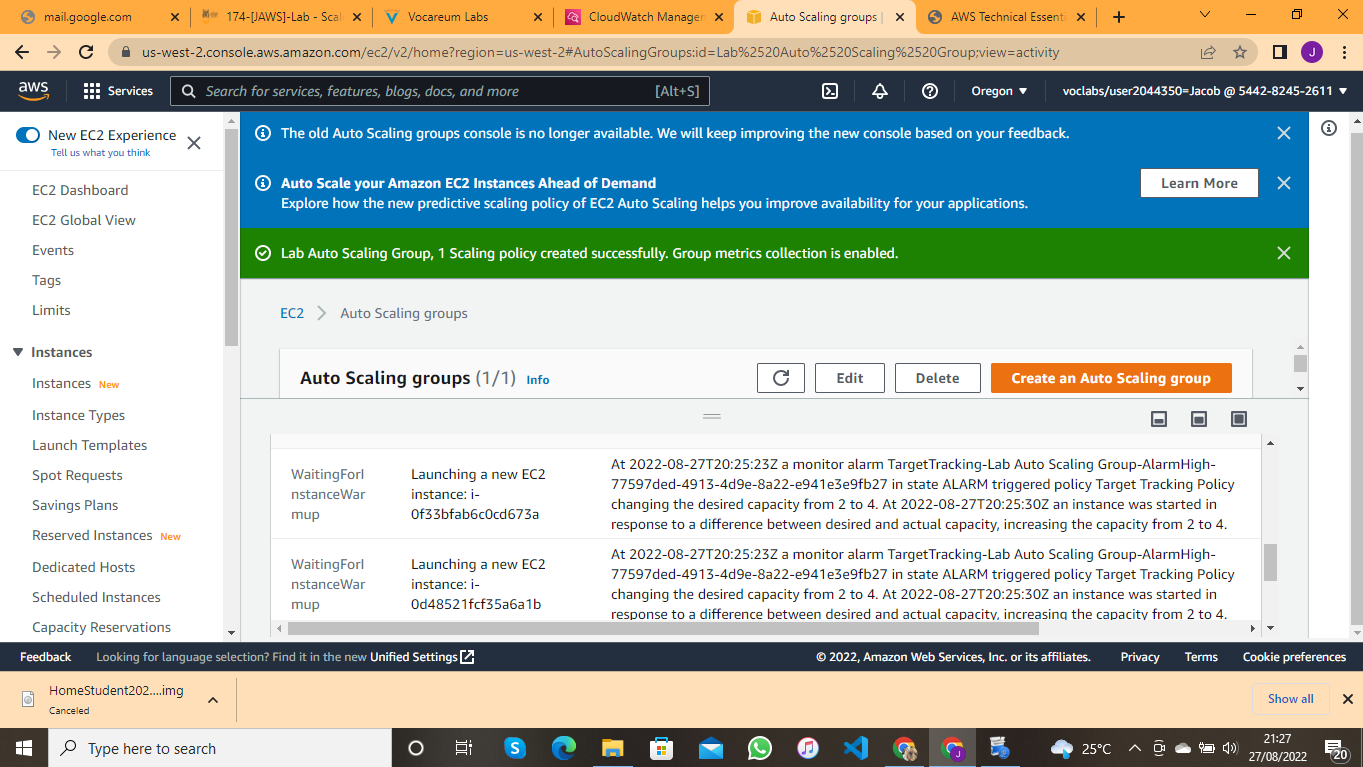 mail.google.com
174-[JAWS]-Lab - Scal
Vocareum Labs
CloudWatch Managem
Auto Scaling groups |
AWS Technical Essenti
us-west-2.console.aws.amazon.com/ec2/v2/home?region=us-west-2#AutoScalingGroups:id=Lab%2520Auto%2520Scaling%2520Group;view=activity
J
aws
Services
Search for services, features, blogs, docs, and more
[Alt+S]
Oregon
voclabs/user2044350=Jacob @ 5442-8245-2611
New EC2 Experience
Tell us what you think
EC2 Dashboard
EC2 Global View
Events
Tags
Limits
Instances
Instances New
Instance Types
Launch Templates
Spot Requests
Savings Plans
Reserved Instances New
Dedicated Hosts
Scheduled Instances
Capacity Reservations
The old Auto Scaling groups console is no longer available. We will keep improving the new console based on your feedback.
Auto Scale your Amazon EC2 Instances Ahead of Demand
Explore how the new predictive scaling policy of EC2 Auto Scaling helps you improve availability for your applications.
Learn More
Lab Auto Scaling Group, 1 Scaling policy created successfully. Group metrics collection is enabled.
EC2
Auto Scaling groups
Auto Scaling groups (1/1) Info
Edit
Delete
Create an Auto Scaling group
WaitingForI
nstanceWar
mup
Launching a new EC2
instance: i-
0f33bfab6c0cd673a
At 2022-08-27T20:25:23Z a monitor alarm TargetTracking-Lab Auto Scaling Group-AlarmHigh-
77597ded-4913-4d9e-8a22-e941e3e9fb27 in state ALARM triggered policy Target Tracking Policy
changing the desired capacity from 2 to 4. At 2022-08-27T20:25:30Z an instance was started in
response to a difference between desired and actual capacity, increasing the capacity from 2 to 4.
WaitingForI
nstanceWar
mup
Launching a new EC2
instance: i-
0d48521fcf35a6a1b
At 2022-08-27T20:25:23Z a monitor alarm TargetTracking-Lab Auto Scaling Group-AlarmHigh-
77597ded-4913-4d9e-8a22-e941e3e9fb27 in state ALARM triggered policy Target Tracking Policy
changing the desired capacity from 2 to 4. At 2022-08-27T20:25:30Z an instance was started in
response to a difference between desired and actual capacity, increasing the capacity from 2 to 4.
Feedback
Looking for language selection? Find it in the new Unified Settings
© 2022, Amazon Web Services, Inc. or its affiliates.
Privacy
Terms
Cookie preferences
HomeStudent202....img
Canceled
Show all
Type here to search
25°C
21:27
27/08/2022
20